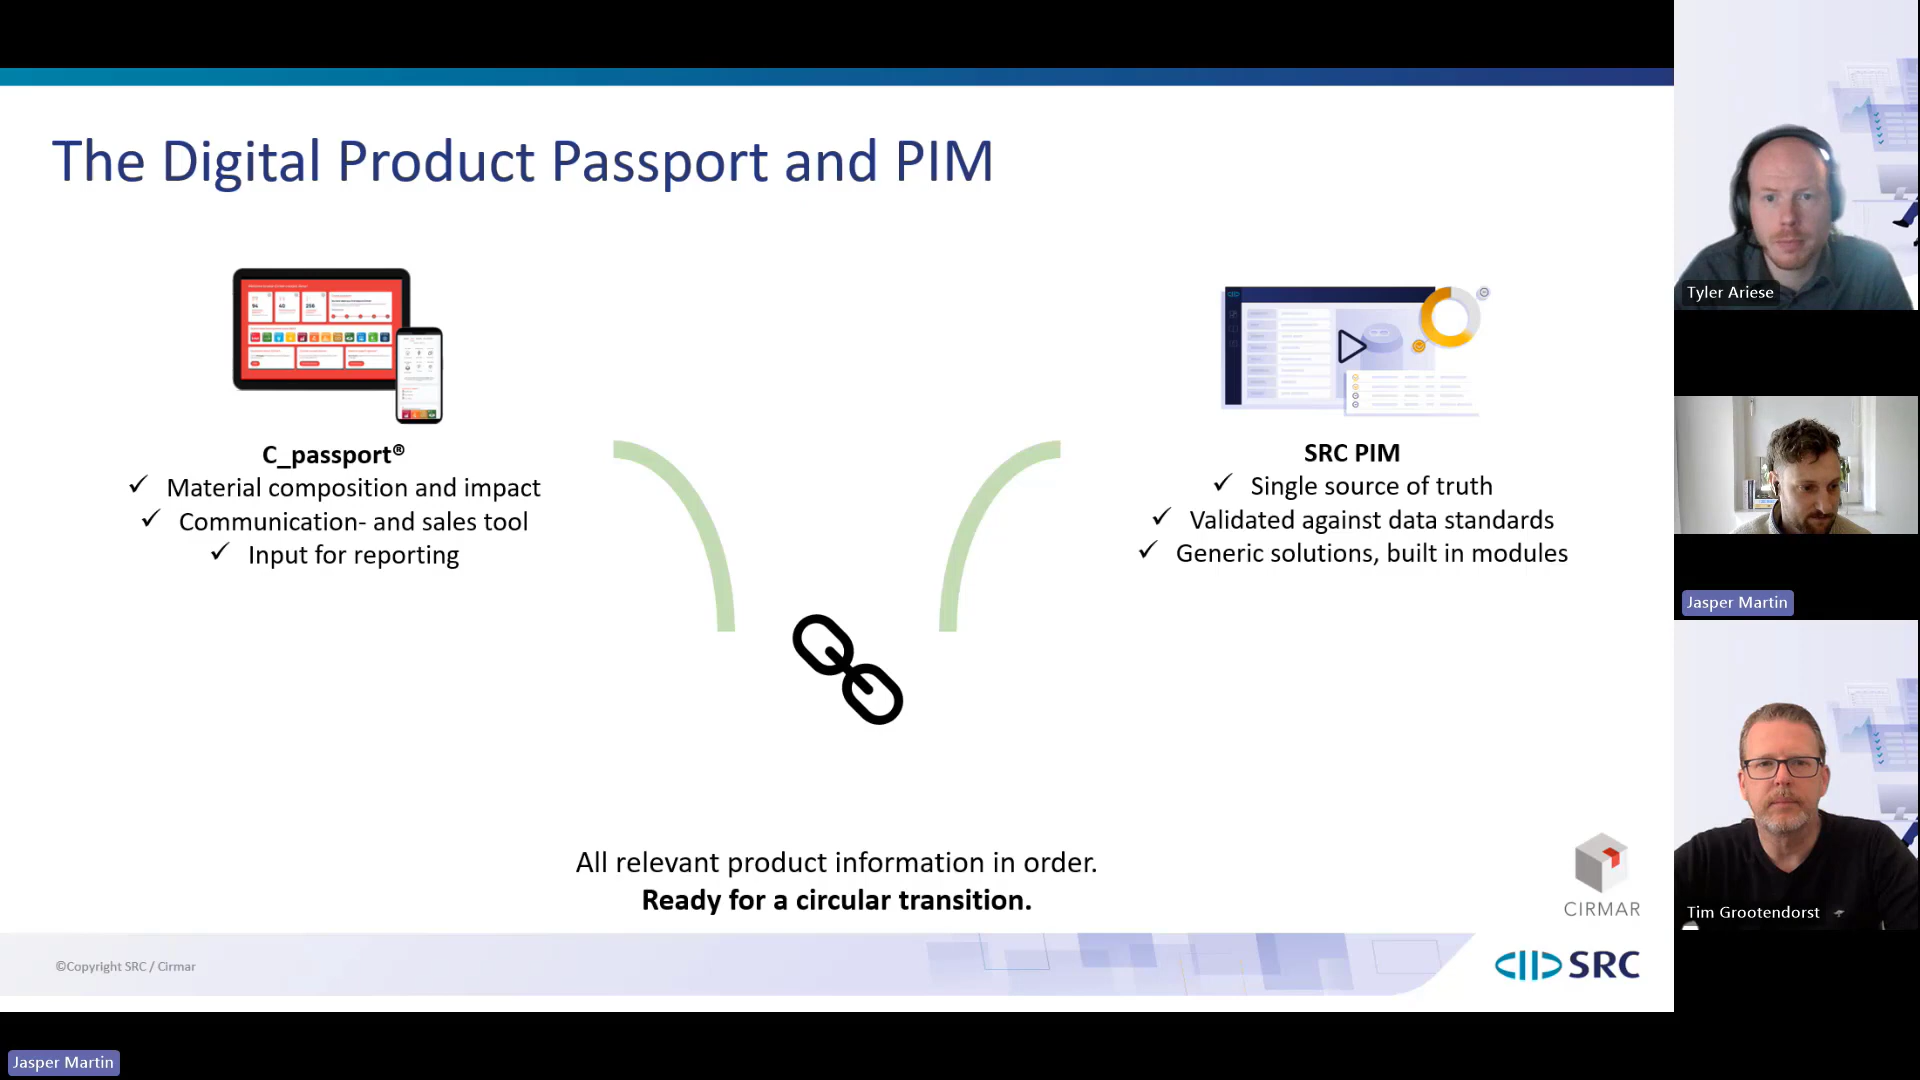 The Digital Product Passport and PIM
C_passport®
✓ Material composition and impact
✓ Communication- and sales tool
✓ Input for reporting
SRC PIM
✓ Single source of truth
✓ Validated against data standards
✓ Generic solutions, built in modules
All relevant product information in order.
Ready for a circular transition.
CIRMAR
©Copyright SRC / Cirmar
SRC
Tyler Ariese
Jasper Martin
Tim Grootendorst
Jasper Martin